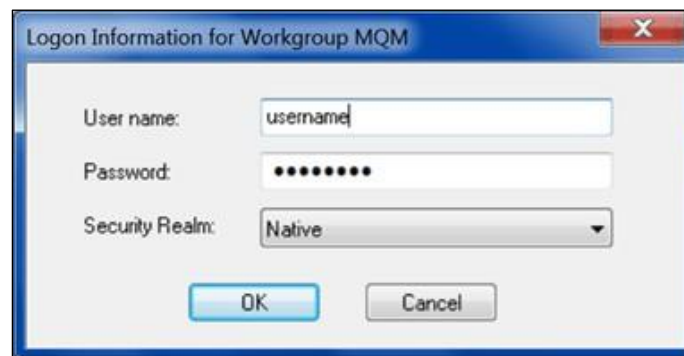 Logon Information for Workgroup MQM
User name: username
Password: ••••••••
Security Realm: Native
OK Cancel